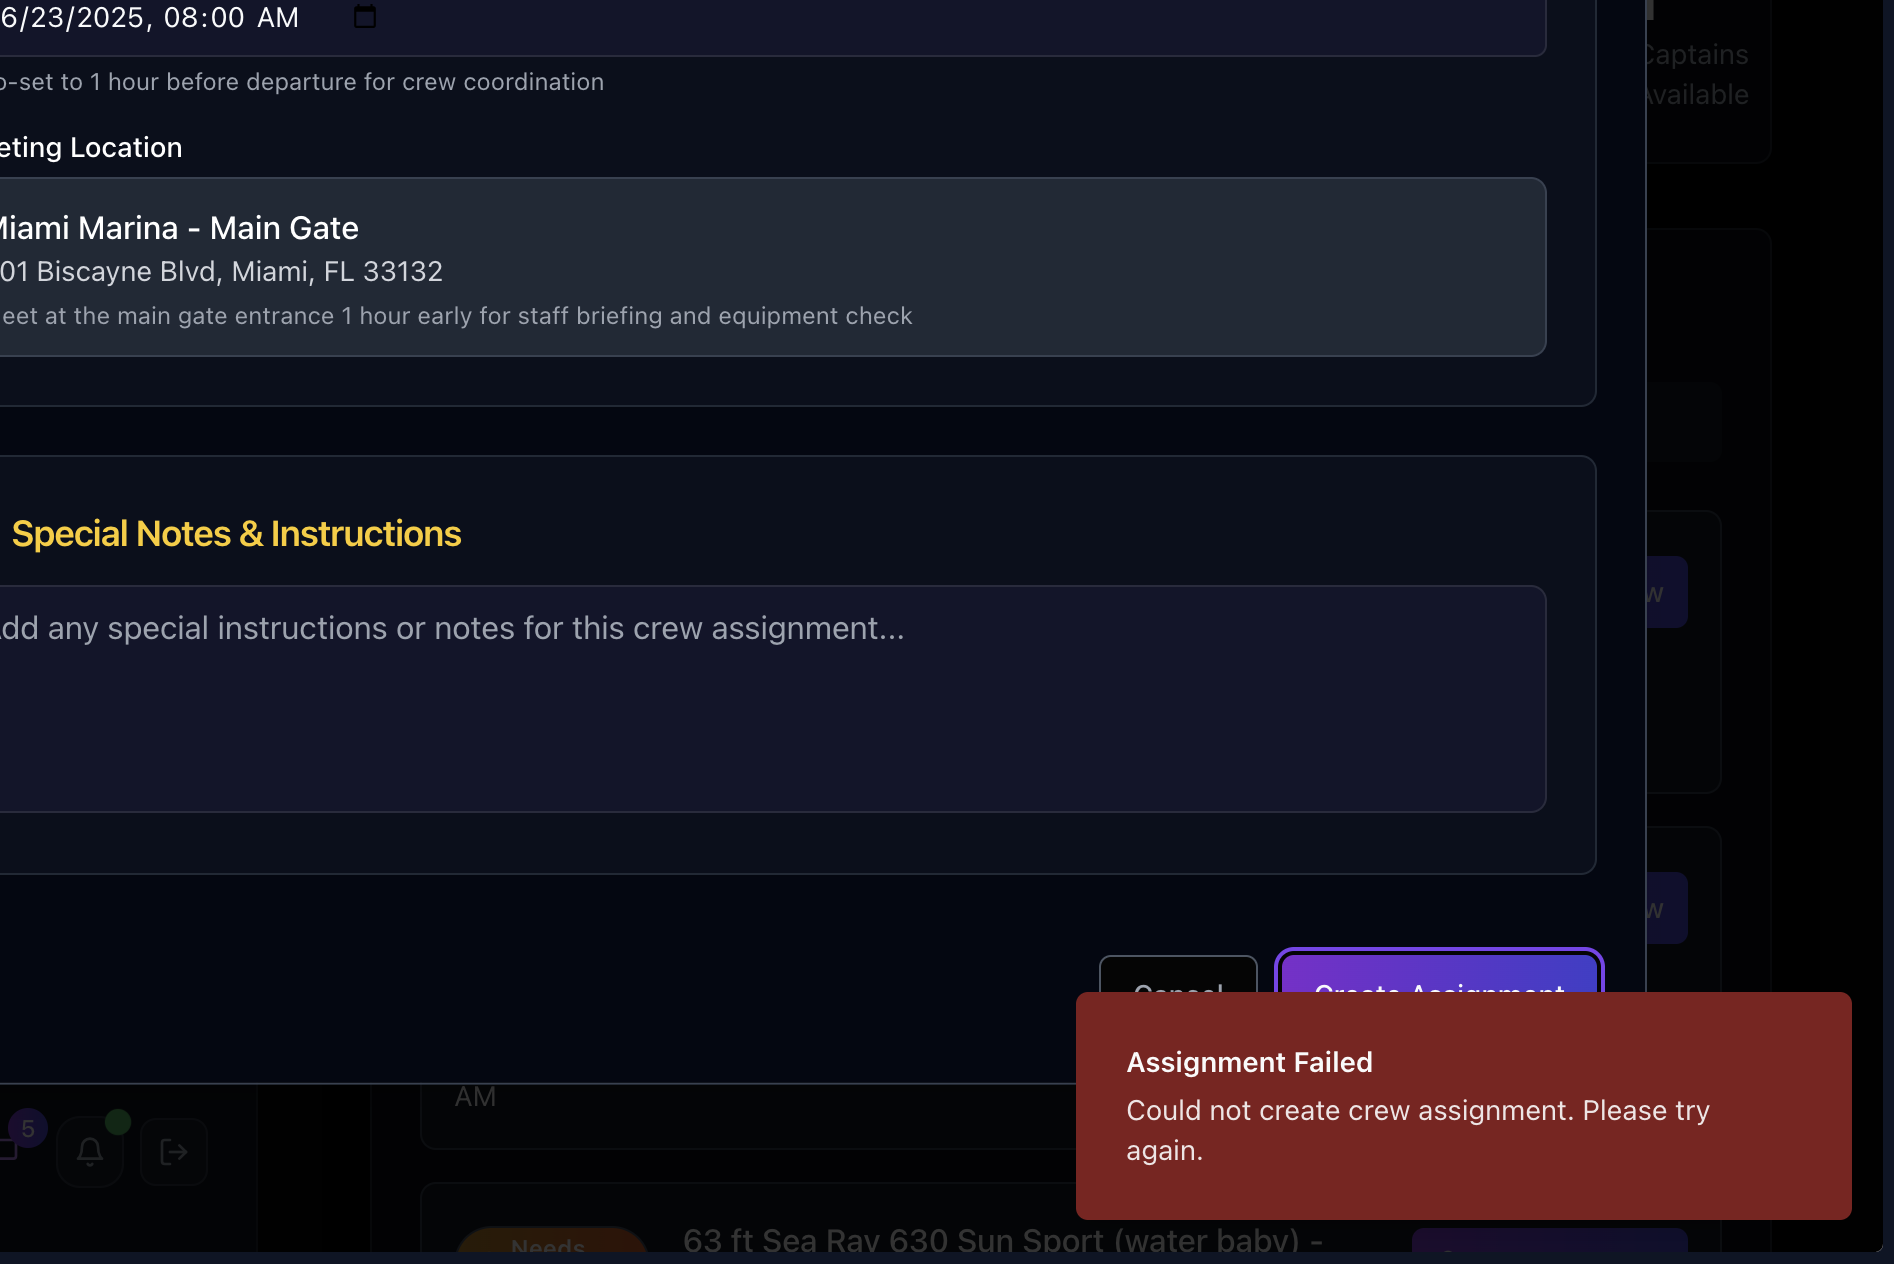 6/23/2025, 08:00 AM
Captains
Available
o-set to 1 hour before departure for crew coordination
eting Location
Miami Marina - Main Gate
01 Biscayne Blvd, Miami, FL 33132
eet at the main gate entrance 1 hour early for staff briefing and equipment check
Special Notes & Instructions
w
dd any special instructions or notes for this crew assignment...
w
Cancel
Create Assignment
Assignment Failed
Could not create crew assignment. Please try
again.
AM
5
Needs
63 ft Sea Ray 630 Sun Sport (water baby) -